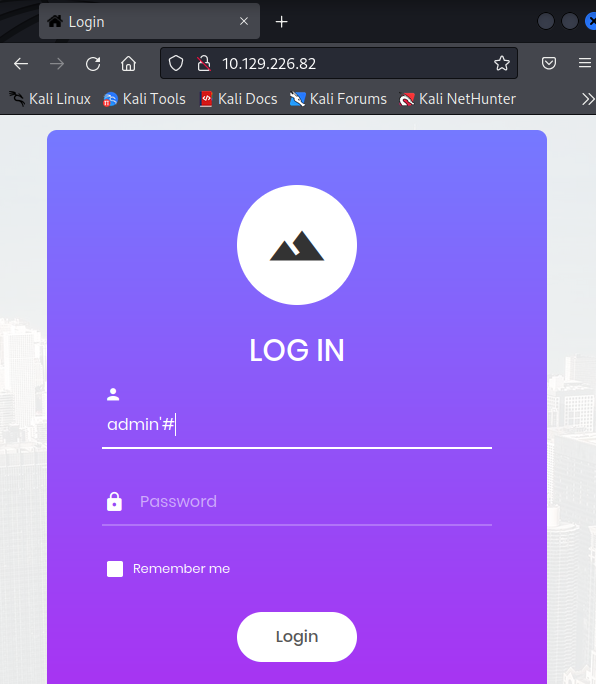 Login
10.129.226.82
Kali Linux Kali Tools Kali Docs Kali Forums Kali NetHunter
LOG IN
admin'#
Password
Remember me
Login